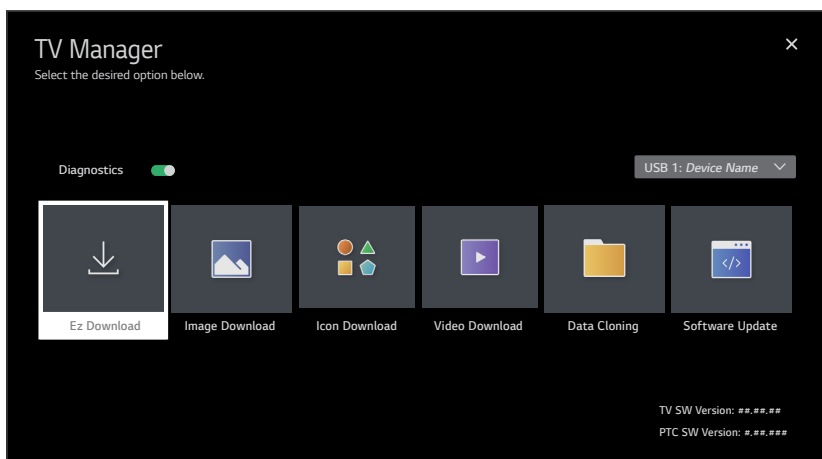 TV Manager
Select the desired option below.
Diagnostics
USB 1: Device Name
Ez Download
Image Download
Icon Download
Video Download
Data Cloning
Software Update
TV SW Version: ##.##.##
PTC SW Version: #.##.###